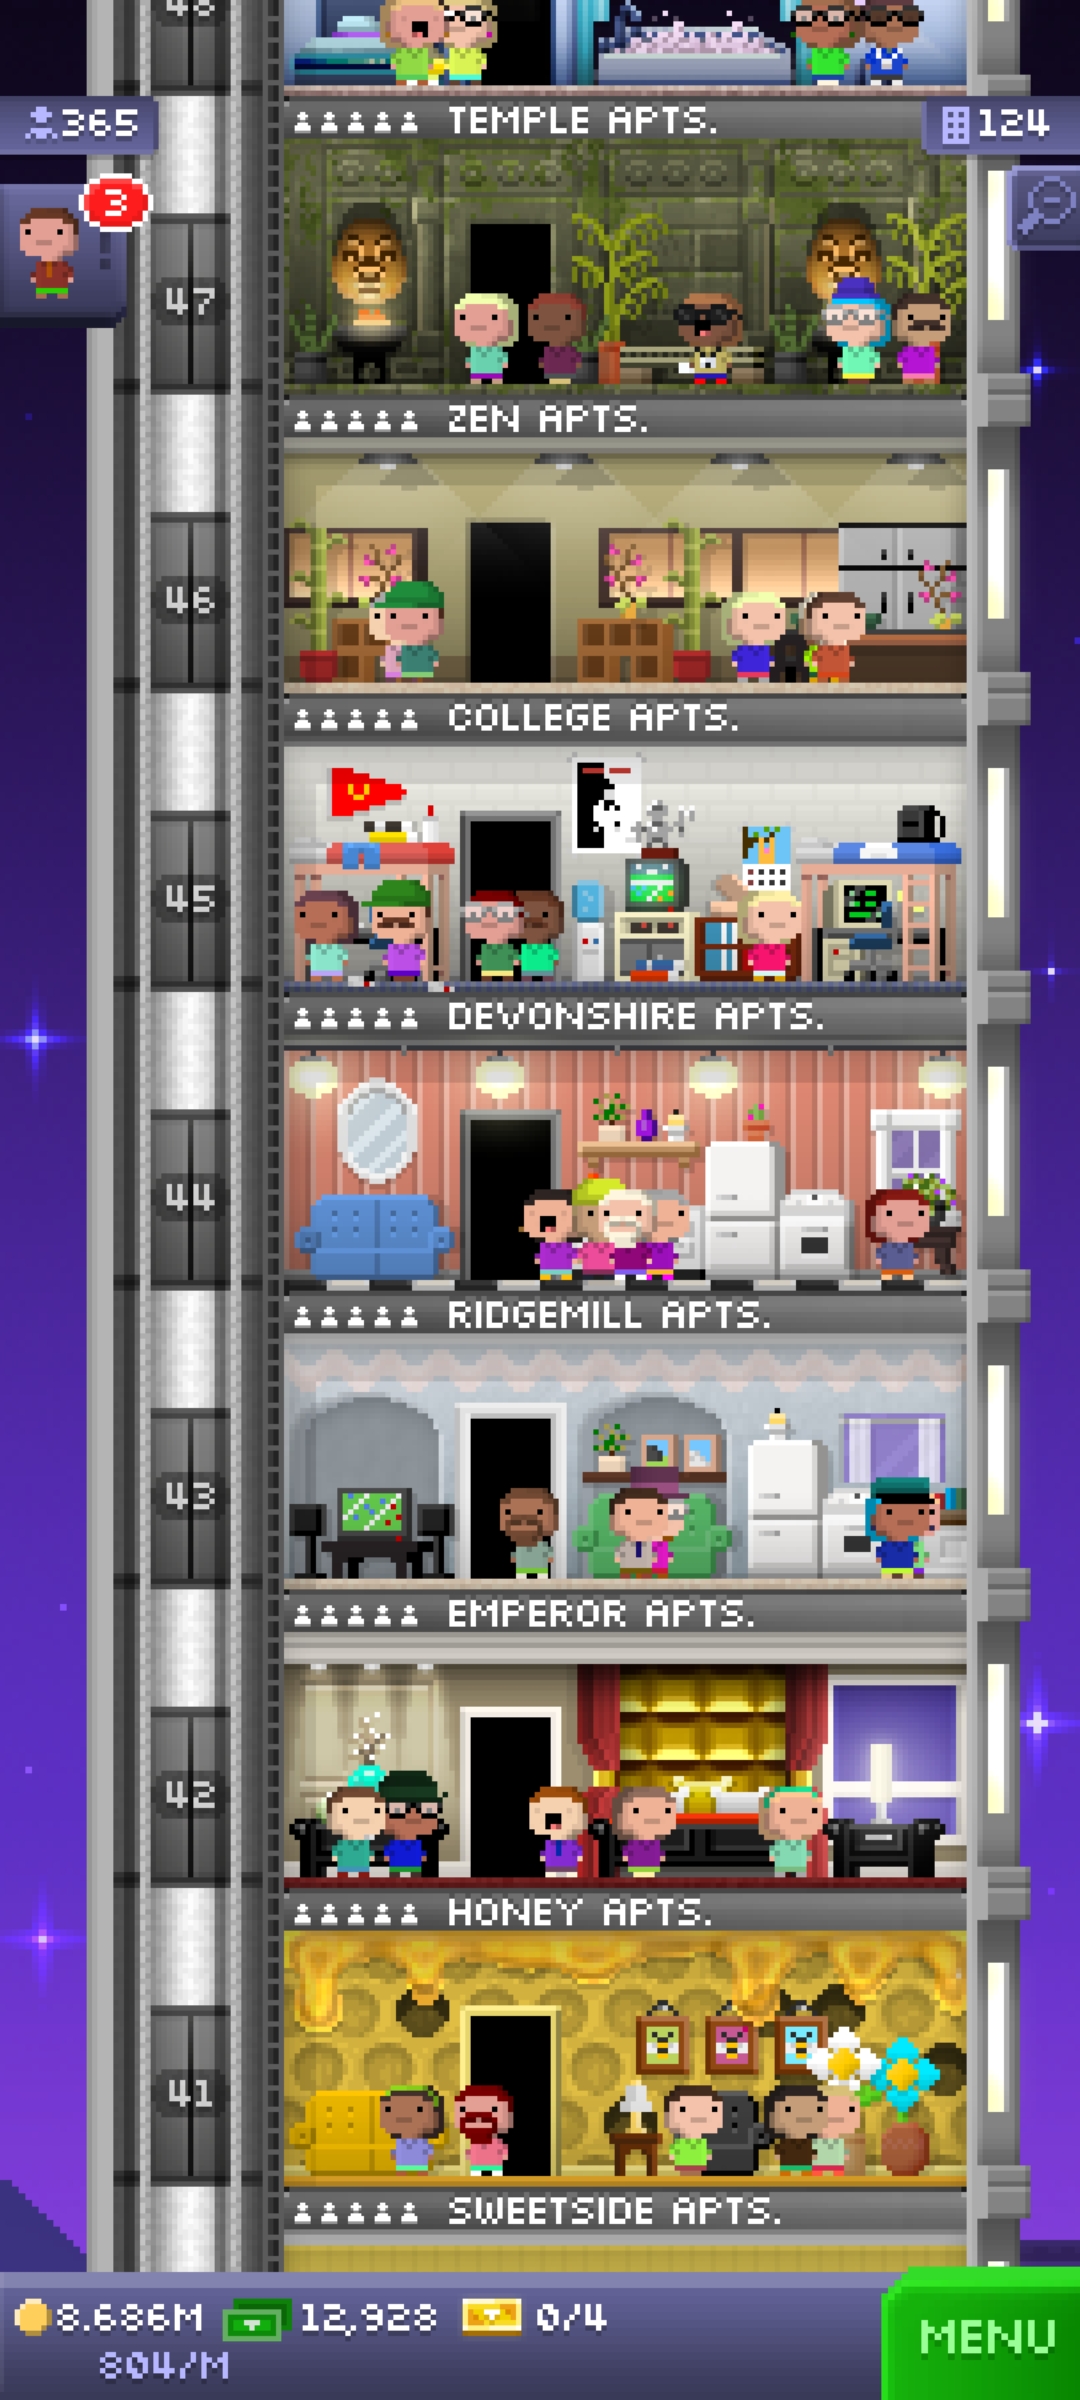 48
365
TEMPLE APTS.
124
3
47
ZEN APTS.
46
COLLEGE APTS.
45
DEVONSHIRE APTS.
44
RIDGEMILL APTS.
43
EMPEROR APTS.
42
HONEY APTS.
41
SWEETSIDE APTS.
8.686M 12,928 0/4
804/M
MENU